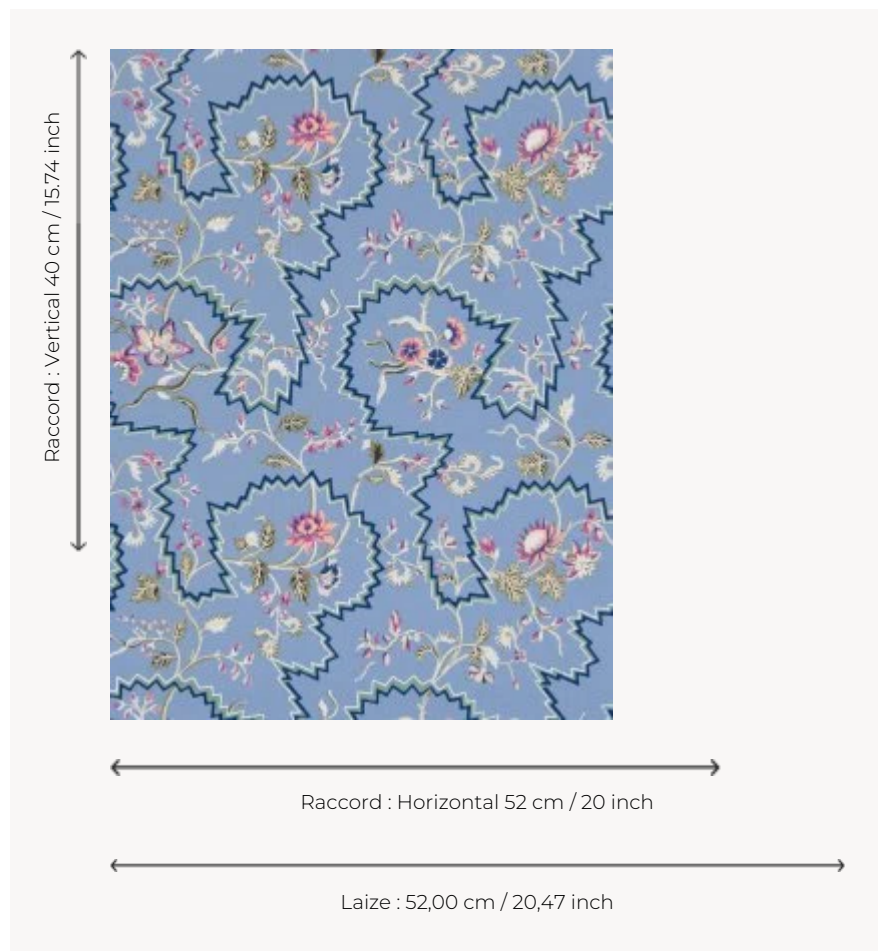 Raccord : Vertical 40 cm / 15.74 inch
Raccord : Horizontal 52 cm / 20 inch
Laize : 52,00 cm / 20,47 inch